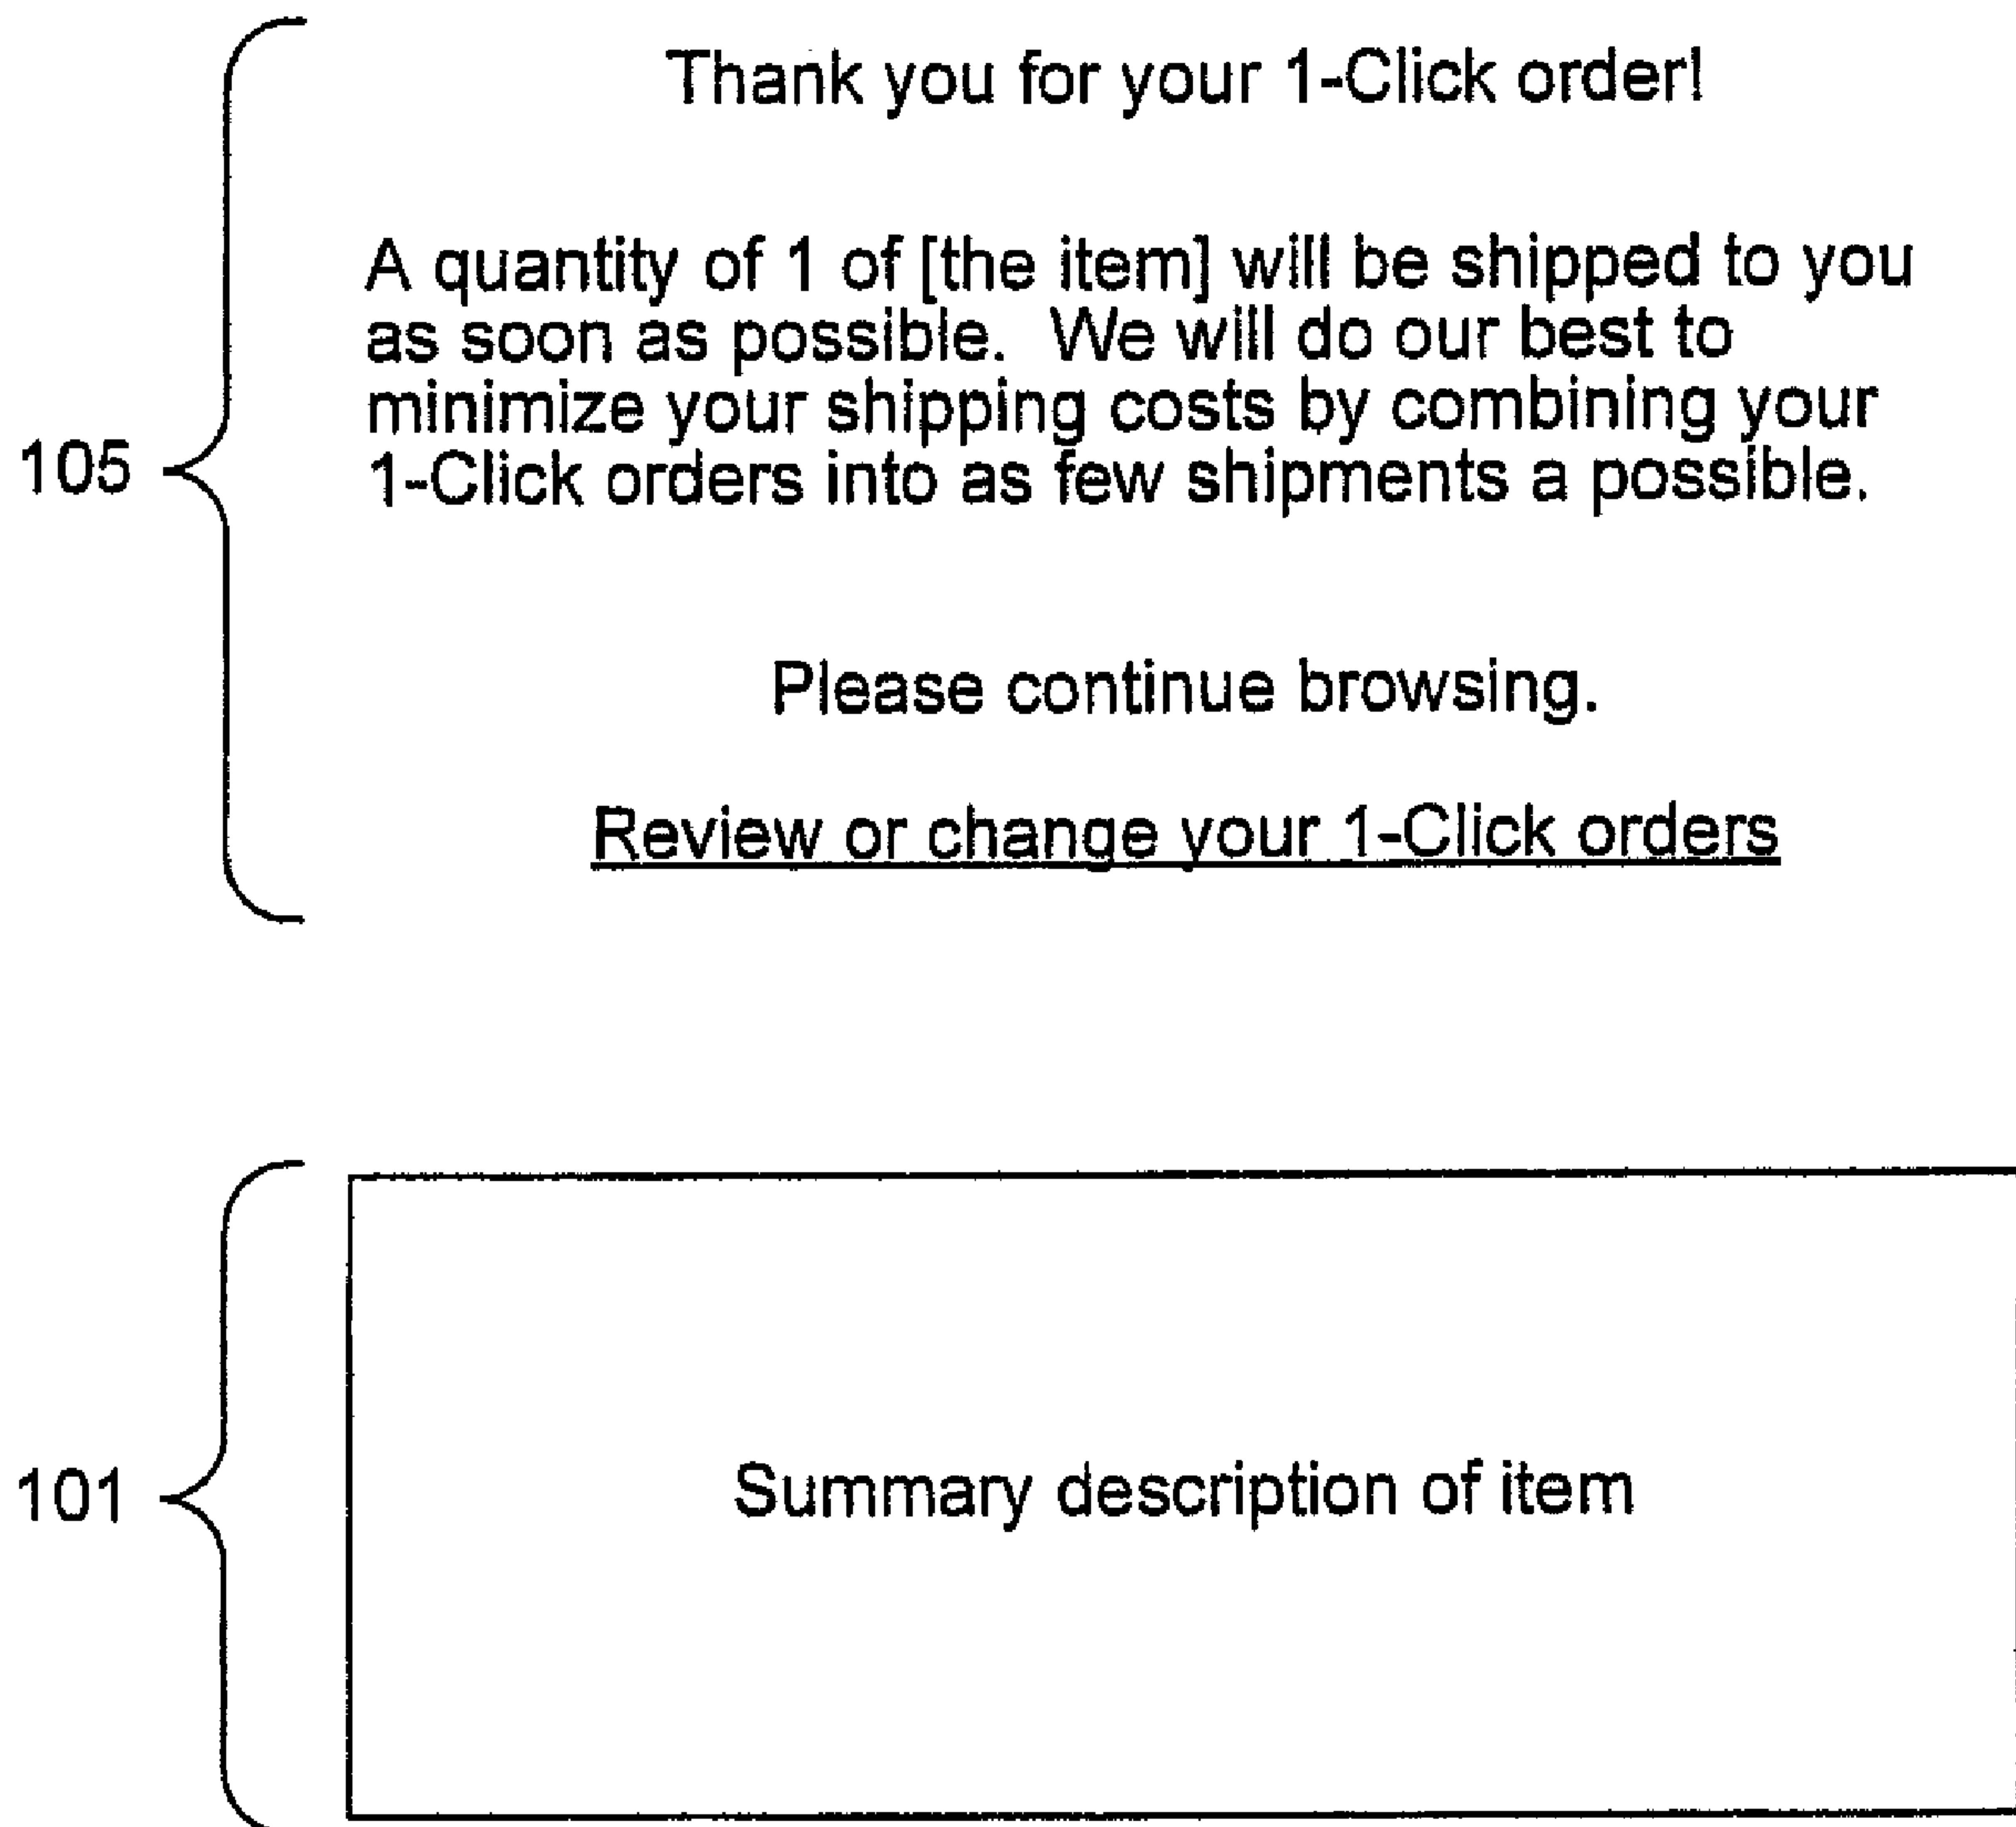 Thank you for your 1-Click order!
A quantity of 1 of [the item] will be shipped to you
as soon as possible. We will do our best to
minimize your shipping costs by combining your
105
1-Click orders into as few shipments a possible.
Please continue browsing.
Review or change your 1-Click orders
101
Summary description of item